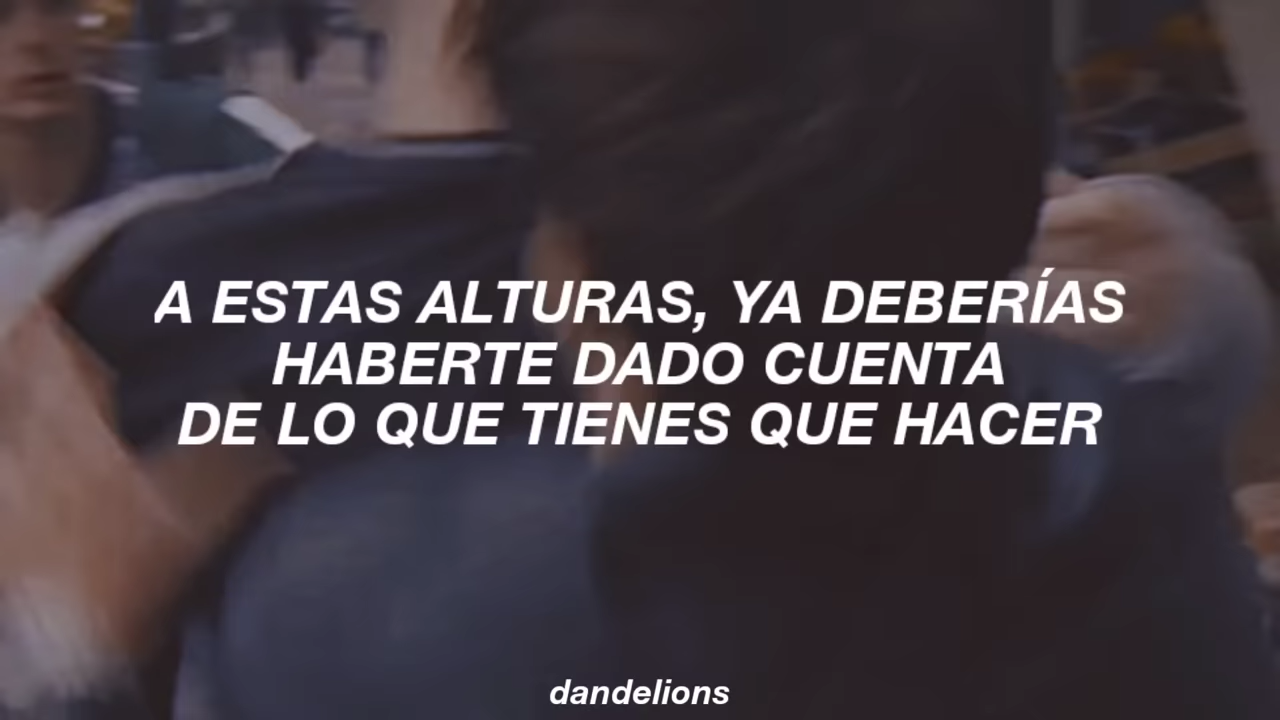 A ESTAS ALTURAS, YA DEBERÍAS
HABERTE DADO CUENTA
DE LO QUE TIENES QUE HACER
dandelions